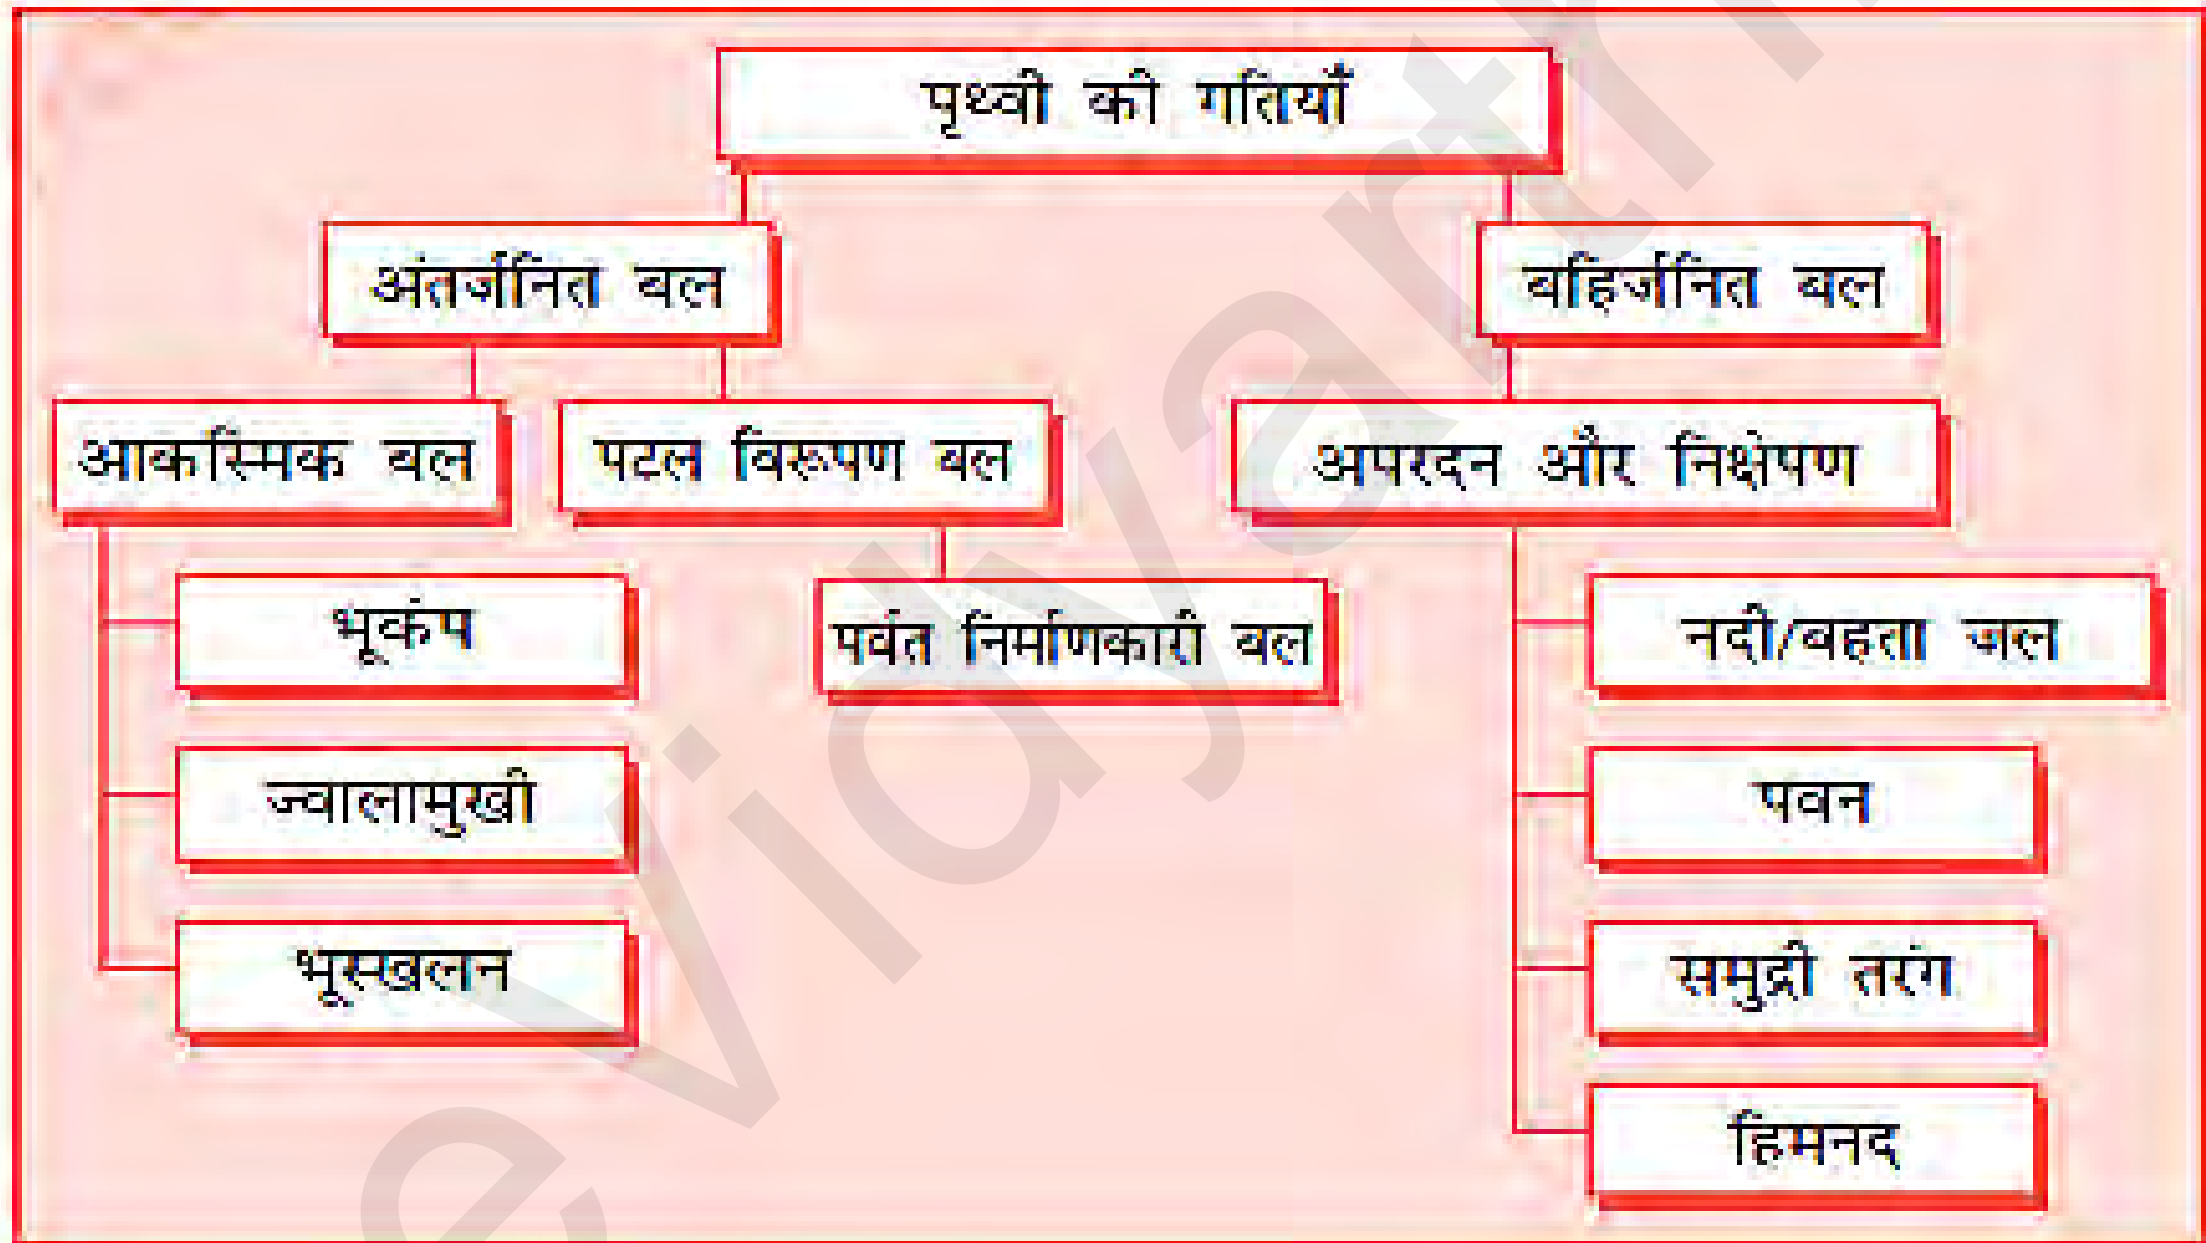 पृथ्वी की गतियाँ
अंतर्जनित बल
बहिर्जनित बल
आकस्मिक बल
पटल विरूपण बल
अपरदन और निक्षेपण
भूकंप
पर्वत निर्माणकारी बल
नदी/बहता जल
ज्वालामुखी
पवन
भूस्खलन
समुद्री तरंग
हिमनद
eVidyarth